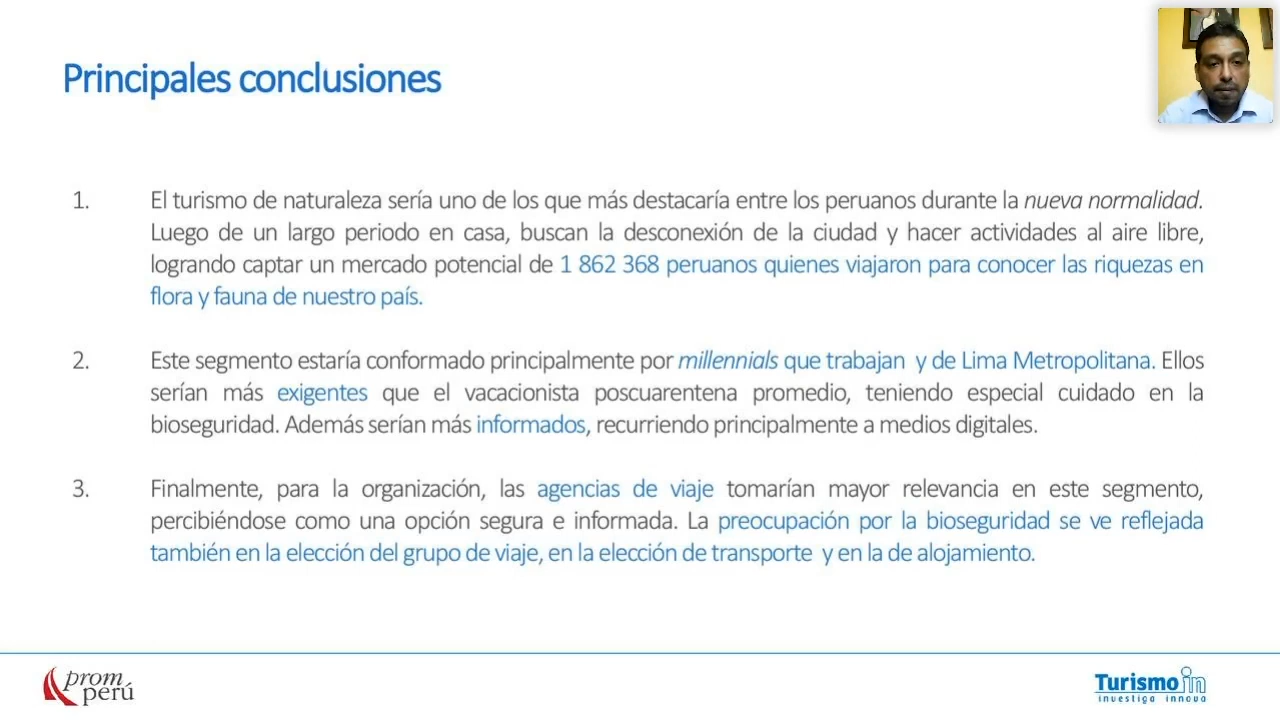 Principales conclusiones
1. El turismo de naturaleza sería uno de los que más destacaría entre los peruanos durante la nueva normalidad.
Luego de un largo periodo en casa, buscan la desconexión de la ciudad y hacer actividades al aire libre,
logrando captar un mercado potencial de 1 862 368 peruanos quienes viajaron para conocer las riquezas en
flora y fauna de nuestro país.
2. Este segmento estaría conformado principalmente por millennials que trabajan y de Lima Metropolitana. Ellos
serían más exigentes que el vacacionista poscuarentena promedio, teniendo especial cuidado en la
bioseguridad. Además serían más informados, recurriendo principalmente a medios digitales.
3. Finalmente, para la organización, las agencias de viaje tomarían mayor relevancia en este segmento,
percibiéndose como una opción segura e informada. La preocupación por la bioseguridad se ve reflejada
también en la elección del grupo de viaje, en la elección de transporte y en la de alojamiento.
prom
perú
Turismo in
investiga innova